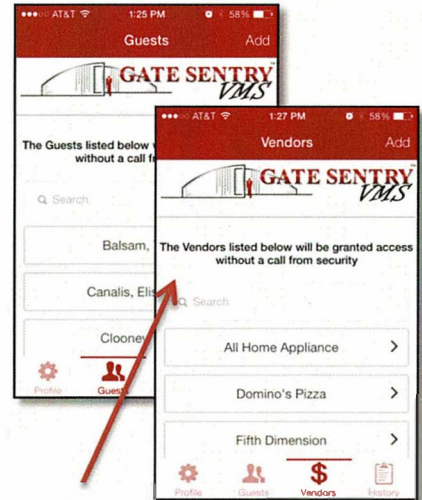 AT&T 1:25 PM 58%
Guests Add
GATE SENTRY
VMS
The Guests listed below
without a call
Search
Balsam,
Canalis,
Clooney
Profile Guests
AT&T 1:27 PM 58%
Vendors Add
GATE SENTRY
VMS
The Vendors listed below will be granted access
without a call from security
Search
All Home Appliance
Domino's Pizza
Fifth Dimension
Profile Guests $ Vendors History